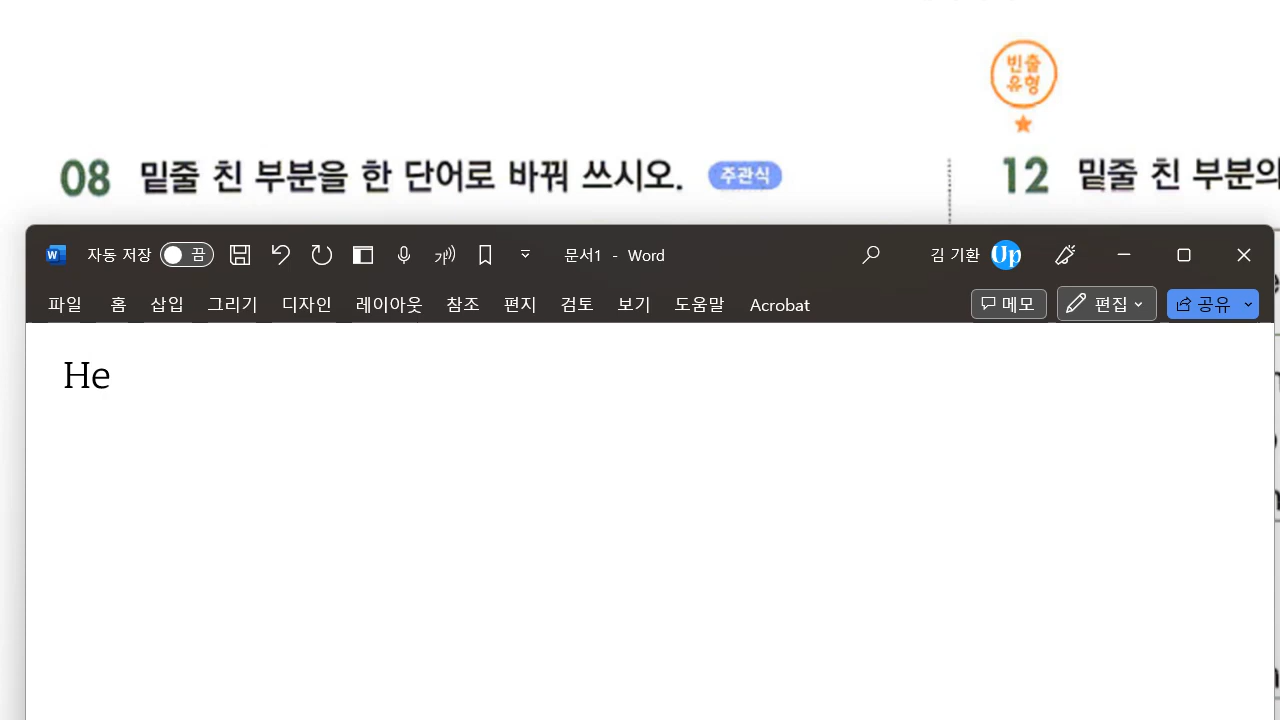 빈출
유형
08 밑줄 친 부분을 한 단어로 바꿔 쓰시오. 주관식
12 밑줄 친 부분의
자동 저장 끔
문서1 - Word
김 기환
Up
파일 홈 삽입 그리기 디자인 레이아웃 참조 편지 검토 보기 도움말 Acrobat
메모 편집 공유
He